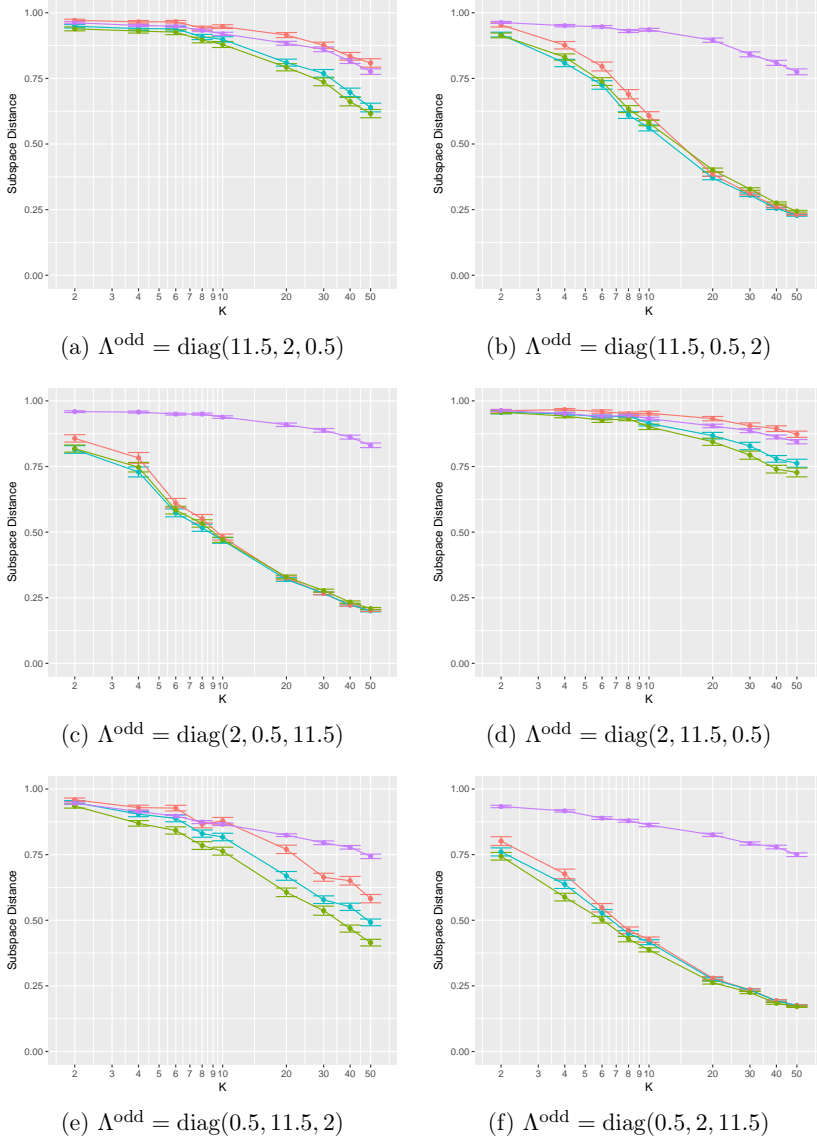 1.00
0.75
0.50
0.25
0.00
Subspace Distance
2 3 4 5 6 7 8 9 10 20 30 40 50
K
(a) Λ^odd = diag(11.5, 2, 0.5)
1.00
0.75
0.50
0.25
0.00
Subspace Distance
2 3 4 5 6 7 8 9 10 20 30 40 50
K
(b) Λ^odd = diag(11.5, 0.5, 2)
1.00
0.75
0.50
0.25
0.00
Subspace Distance
2 3 4 5 6 7 8 9 10 20 30 40 50
K
(c) Λ^odd = diag(2, 0.5, 11.5)
1.00
0.75
0.50
0.25
0.00
Subspace Distance
2 3 4 5 6 7 8 9 10 20 30 40 50
K
(d) Λ^odd = diag(2, 11.5, 0.5)
1.00
0.75
0.50
0.25
0.00
Subspace Distance
2 3 4 5 6 7 8 9 10 20 30 40 50
K
(e) Λ^odd = diag(0.5, 11.5, 2)
1.00
0.75
0.50
0.25
0.00
Subspace Distance
2 3 4 5 6 7 8 9 10 20 30 40 50
K
(f) Λ^odd = diag(0.5, 2, 11.5)